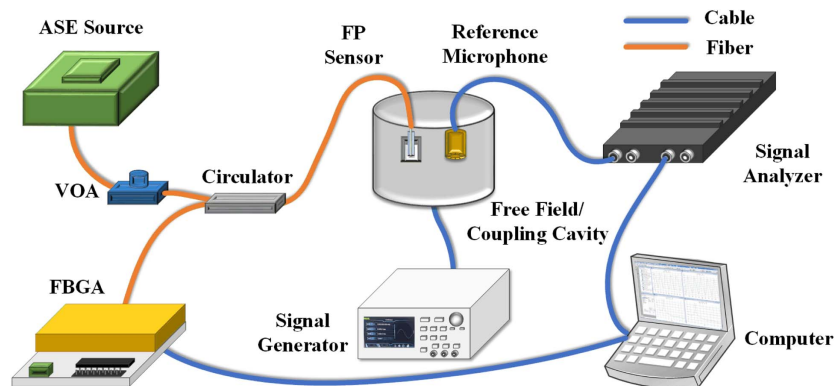 ASE Source
FP
Sensor
Reference
Microphone
Cable
Fiber
VOA
Circulator
Signal
Analyzer
Free Field/
Coupling Cavity
FBGA
Signal
Generator
Computer